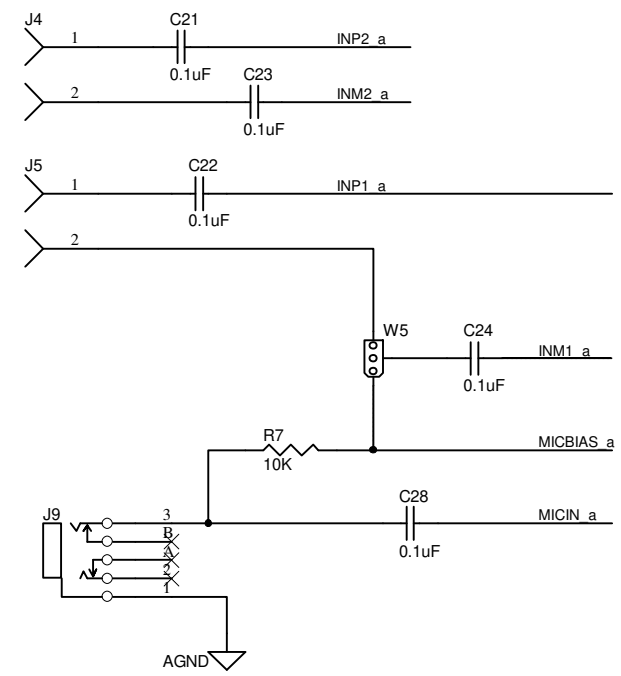 J4
C21
1
INP2_a
0.1uF
C23
2
INM2_a
0.1uF
J5
C22
1
INP1_a
0.1uF
2
W5
C24
INM1_a
0.1uF
R7
10K
MICBIAS_a
C28
J9
3
MICIN_a
B
0.1uF
A
2
1
AGND